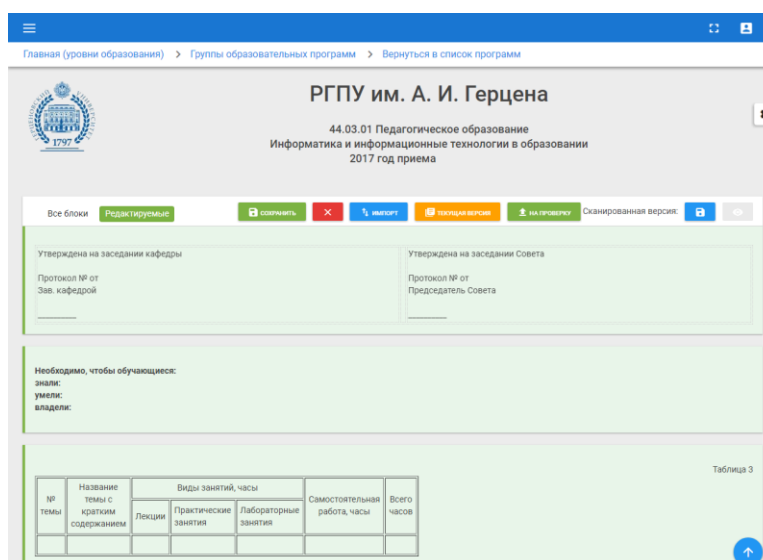 Главная (уровни образования) > Группы образовательных программ > Вернуться в список программ
РГПУ им. А. И. Герцена
1797
44.03.01 Педагогическое образование
Информатика и информационные технологии в образовании
2017 год приема
Все блоки Редактируемые СОХРАНИТЬ ИМПОРТ ТЕКУЩАЯ ВЕРСИЯ НА ПРОВЕРКУ Сканированная версия:
Утверждена на заседании кафедры
Протокол № от
Зав. кафедрой
Утверждена на заседании Совета
Протокол № от
Председатель Совета
Необходимо, чтобы обучающиеся:
знали:
умели:
владели:
Таблица 3
№
темы
Название
темы с
кратким
содержанием
Виды занятий, часы
Лекции
Практические
занятия
Лабораторные
занятия
Самостоятельная
работа, часы
Всего
часов